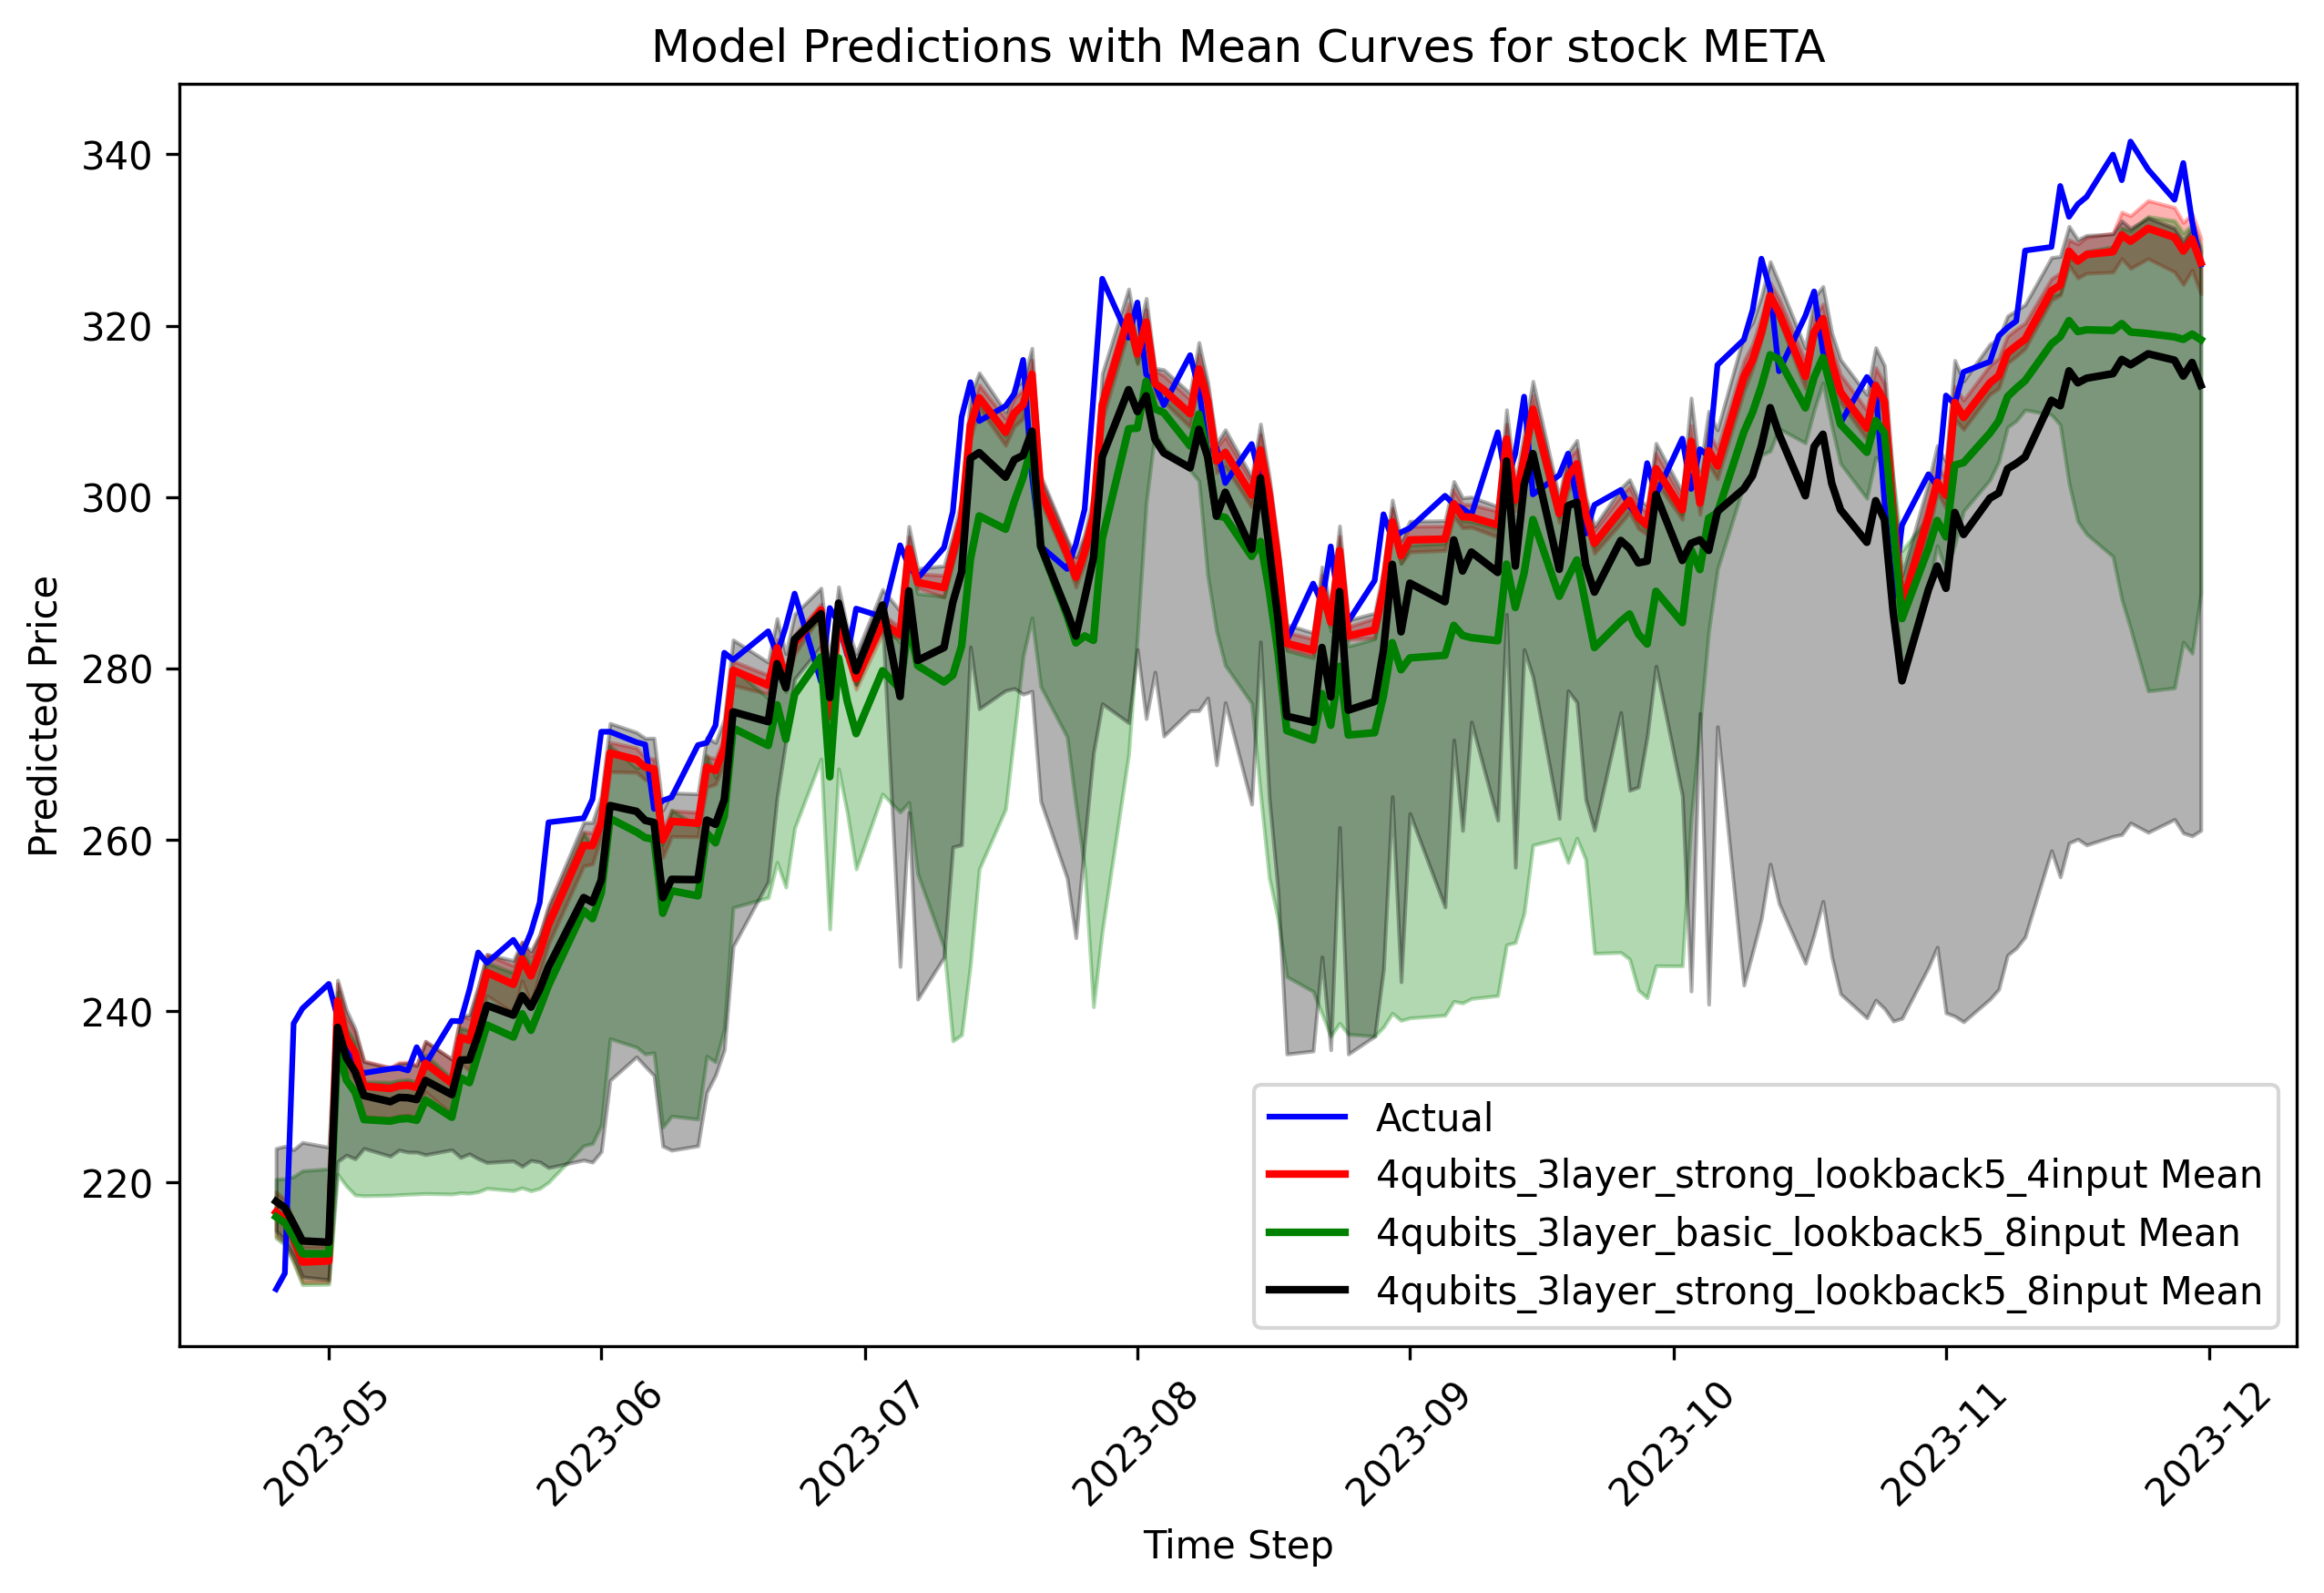 Model Predictions with Mean Curves for stock META
Predicted Price
340
320
300
280
260
240
220
Actual
4qubits_3layer_strong_lookback5_4input Mean
4qubits_3layer_basic_lookback5_8input Mean
4qubits_3layer_strong_lookback5_8input Mean
2023-05
2023-06
2023-07
2023-08
2023-09
2023-10
2023-11
2023-12
Time Step